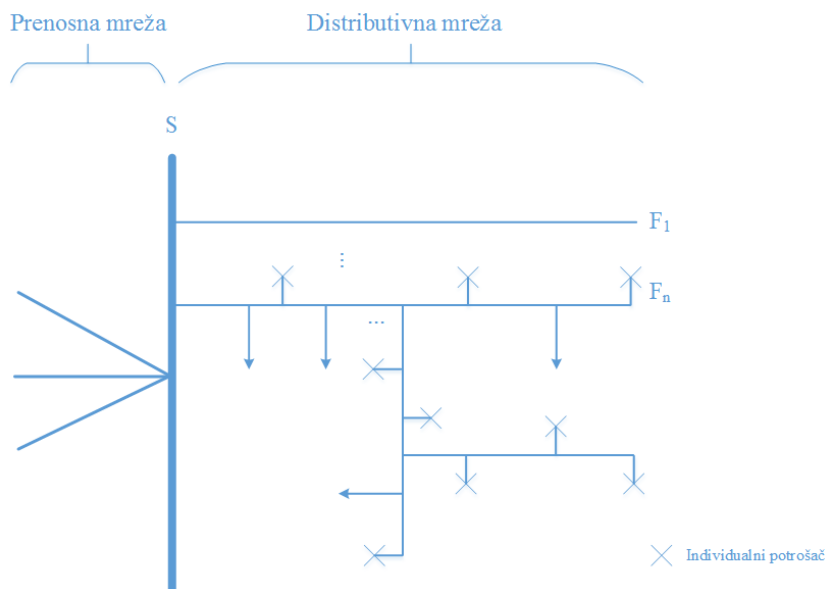 Prenosna mreža
Distributivna mreža
S
F₁
...
Fₙ
...
Individualni potrošač